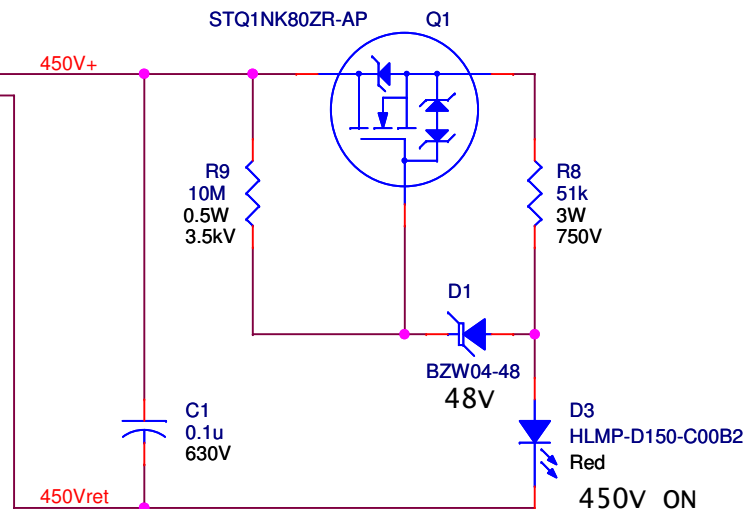 STQ1NK80ZR-AP
Q1
450V+
R9
10M
0.5W
3.5kV
R8
51k
3W
750V
D1
BZW04-48
48V
C1
0.1u
630V
D3
HLMP-D150-C00B2
Red
450V ON
450Vret